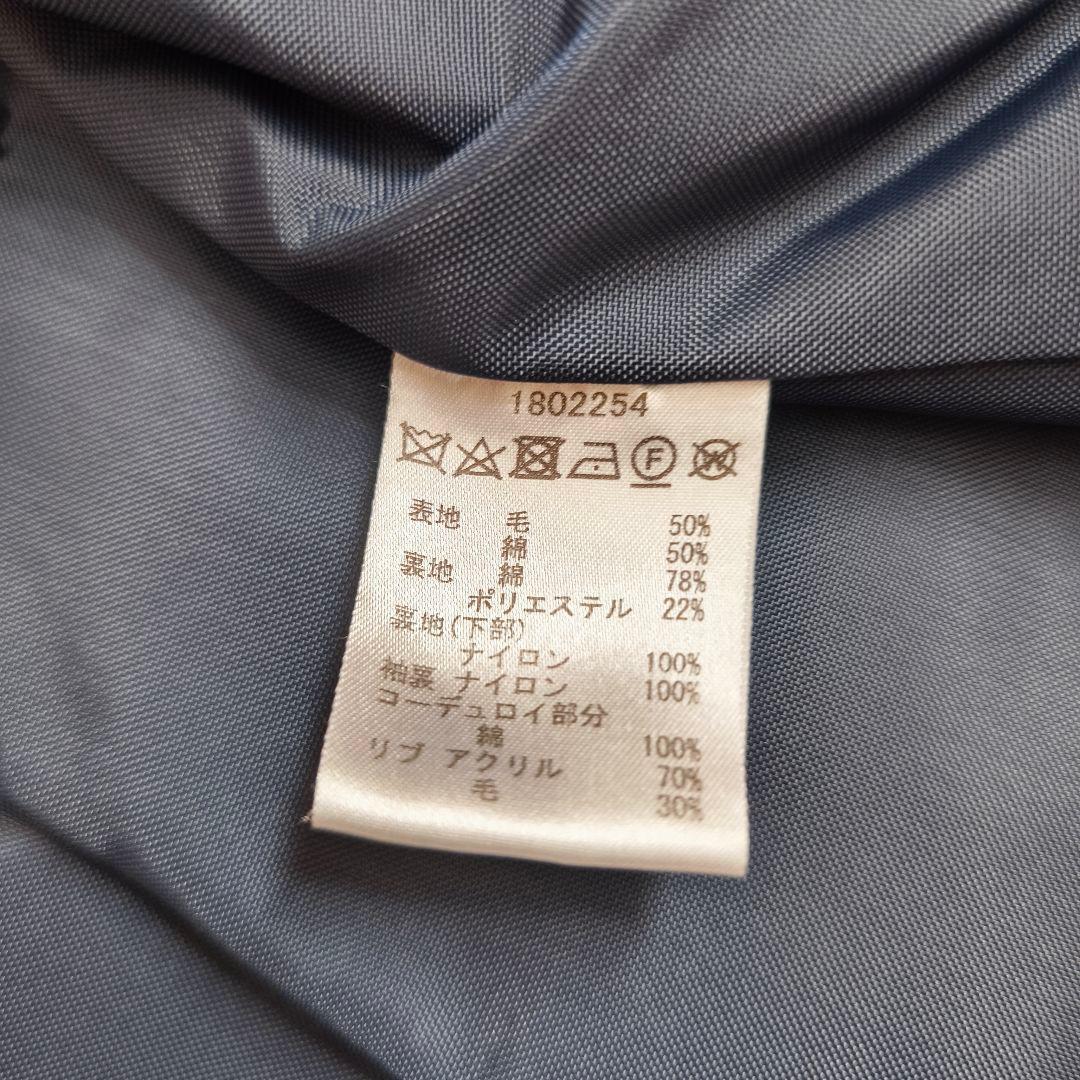 1802254
F W
表地 毛 50%
綿 50%
裏地 綿 78%
ポリエステル 22%
裏地(下部)
ナイロン 100%
袖裏 ナイロン 100%
コーデュロイ部分
綿 100%
リブ アクリル 70%
毛 30%